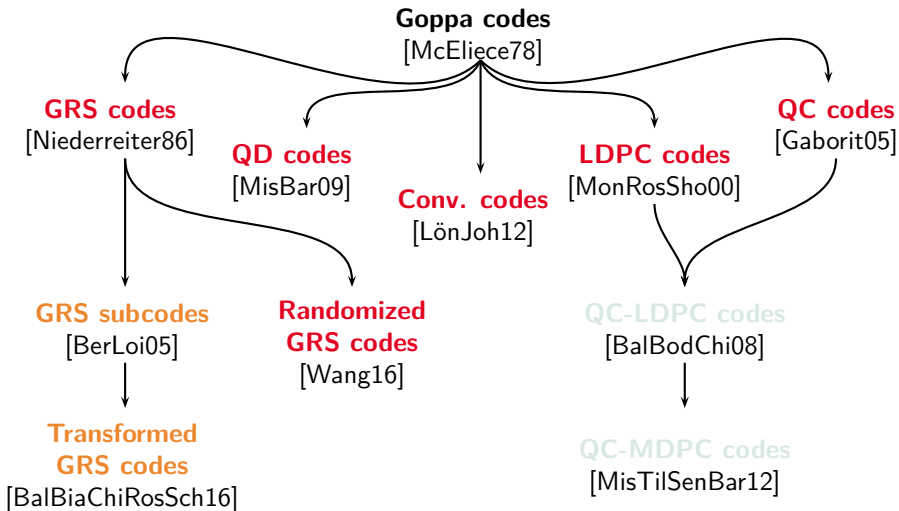 Goppa codes
[McEliece78]
GRS codes
[Niederreiter86]
QD codes
[MisBar09]
Conv. codes
[LönJoh12]
LDPC codes
[MonRosSho00]
QC codes
[Gaborit05]
GRS subcodes
[BerLoi05]
Randomized
GRS codes
[Wang16]
QC-LDPC codes
[BalBodChi08]
Transformed
GRS codes
[BalBiaChiRosSch16]
QC-MDPC codes
[MisTilSenBar12]